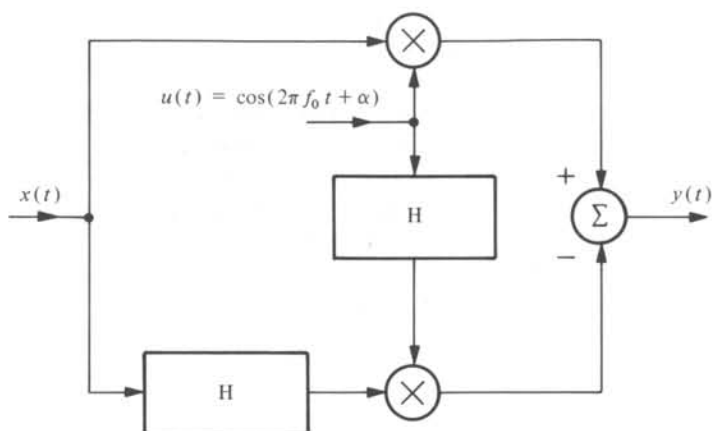 u(t) = cos(2π f₀ t + α)
x(t)
H
+
Σ
y(t)
−
H